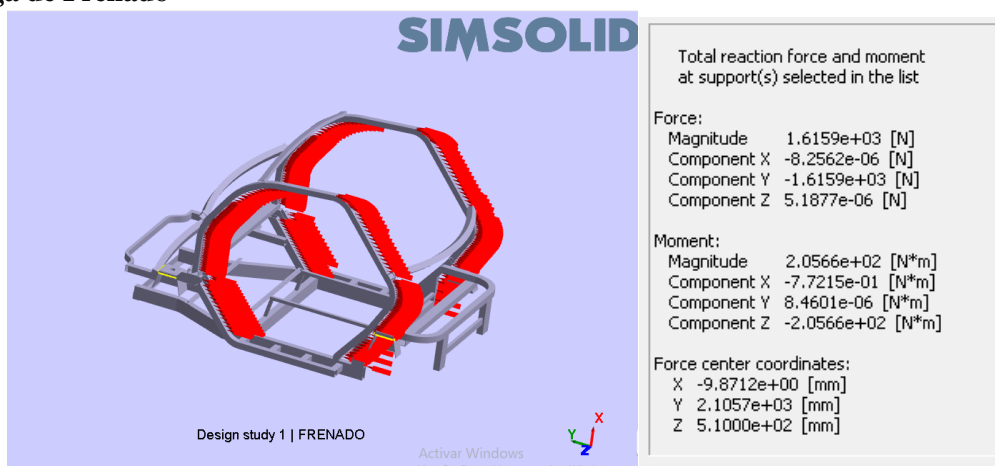 ga de Frenado
SIMSOLID
Total reaction force and moment
at support(s) selected in the list
Force:
Magnitude 1.6159e+03 [N]
Component X -8.2562e-06 [N]
Component Y -1.6159e+03 [N]
Component Z 5.1877e-06 [N]
Moment:
Magnitude 2.0566e+02 [N*m]
Component X -7.7215e-01 [N*m]
Component Y 8.4601e-06 [N*m]
Component Z -2.0566e+02 [N*m]
Force center coordinates:
X -9.8712e+00 [mm]
Y 2.1057e+03 [mm]
Z 5.1000e+02 [mm]
X
Y
Z
Design study 1 | FRENADO
Activar Windows